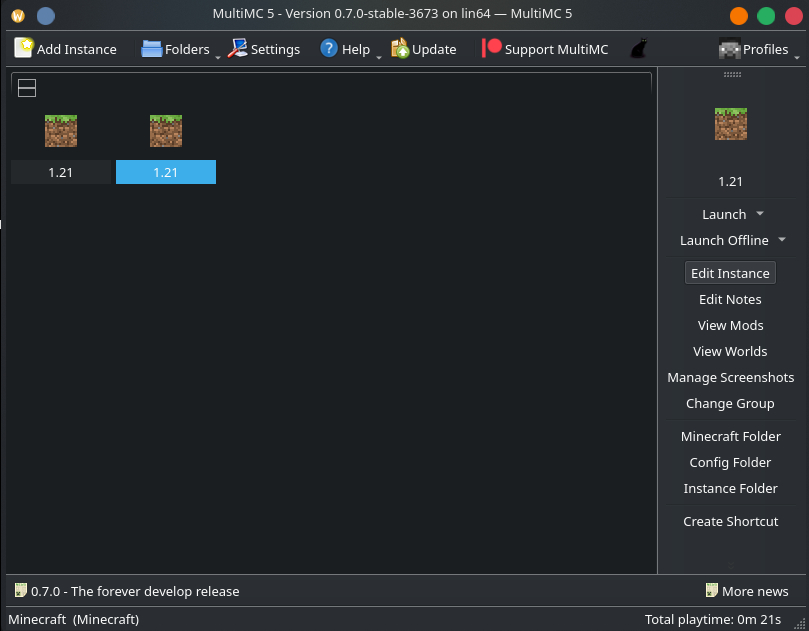 MultiMC 5 - Version 0.7.0-stable-3673 on lin64 — MultiMC 5
Add Instance Folders Settings Help Update Support MultiMC Profiles
1.21 1.21
1.21
Launch
Launch Offline
Edit Instance
Edit Notes
View Mods
View Worlds
Manage Screenshots
Change Group
Minecraft Folder
Config Folder
Instance Folder
Create Shortcut
0.7.0 - The forever develop release More news
Minecraft (Minecraft) Total playtime: 0m 21s